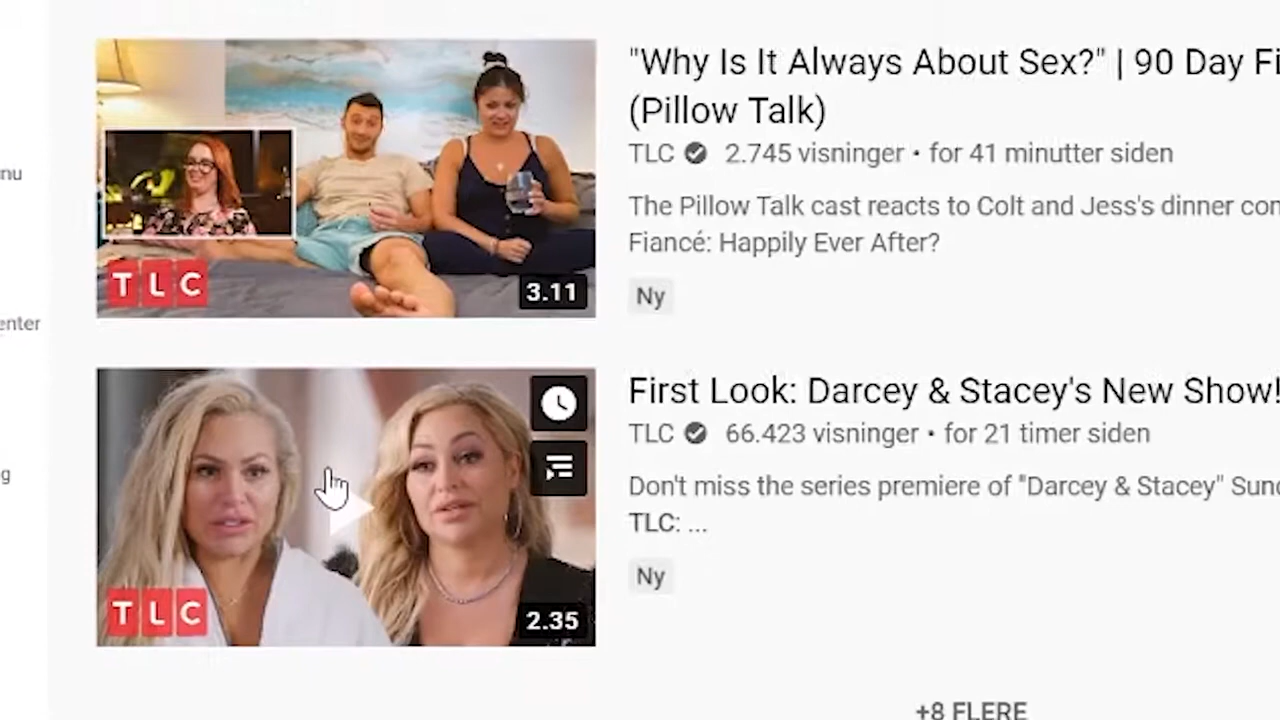 "Why Is It Always About Sex?" | 90 Day Fi
(Pillow Talk)
TLC 2.745 visninger • for 41 minutter siden
nu
The Pillow Talk cast reacts to Colt and Jess's dinner con
Fiancé: Happily Ever After?
TLC
3.11
Ny
enter
First Look: Darcey & Stacey's New Show!
TLC 66.423 visninger • for 21 timer siden
g
Don't miss the series premiere of "Darcey & Stacey" Sund
TLC: ...
Ny
TLC
2.35
+8 FLERE